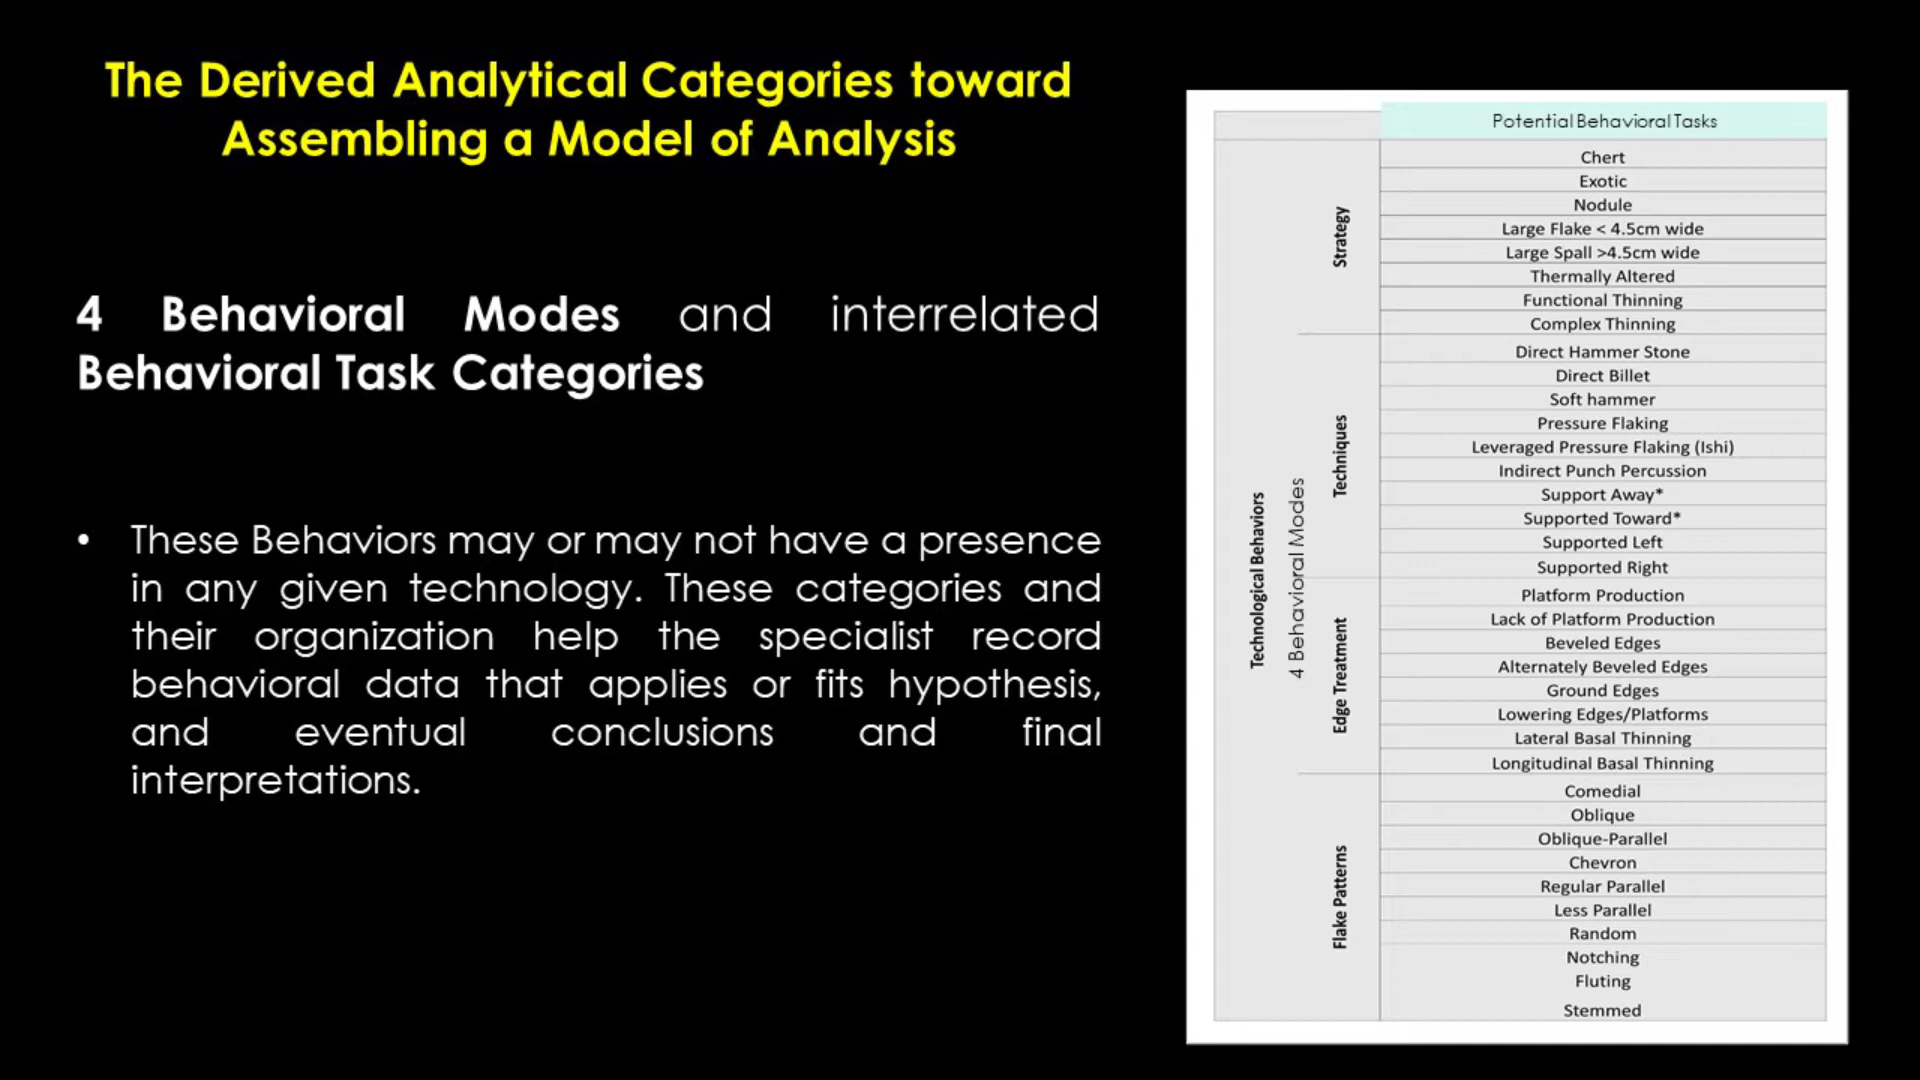 The Derived Analytical Categories toward
Assembling a Model of Analysis
4 Behavioral Modes and interrelated
Behavioral Task Categories
• These Behaviors may or may not have a presence
in any given technology. These categories and
their organization help the specialist record
behavioral data that applies or fits hypothesis,
and eventual conclusions and final
interpretations.
Potential Behavioral Tasks
Technological Behaviors
4 Behavioral Modes
Strategy
Chert
Exotic
Nodule
Large Flake < 4.5cm wide
Large Spall >4.5cm wide
Thermally Altered
Functional Thinning
Complex Thinning
Techniques
Direct Hammer Stone
Direct Billet
Soft hammer
Pressure Flaking
Leveraged Pressure Flaking (Ishi)
Indirect Punch Percussion
Support Away*
Supported Toward*
Supported Left
Supported Right
Edge Treatment
Platform Production
Lack of Platform Production
Beveled Edges
Alternately Beveled Edges
Ground Edges
Lowering Edges/Platforms
Lateral Basal Thinning
Longitudinal Basal Thinning
Flake Patterns
Comedial
Oblique
Oblique-Parallel
Chevron
Regular Parallel
Less Parallel
Random
Notching
Fluting
Stemmed